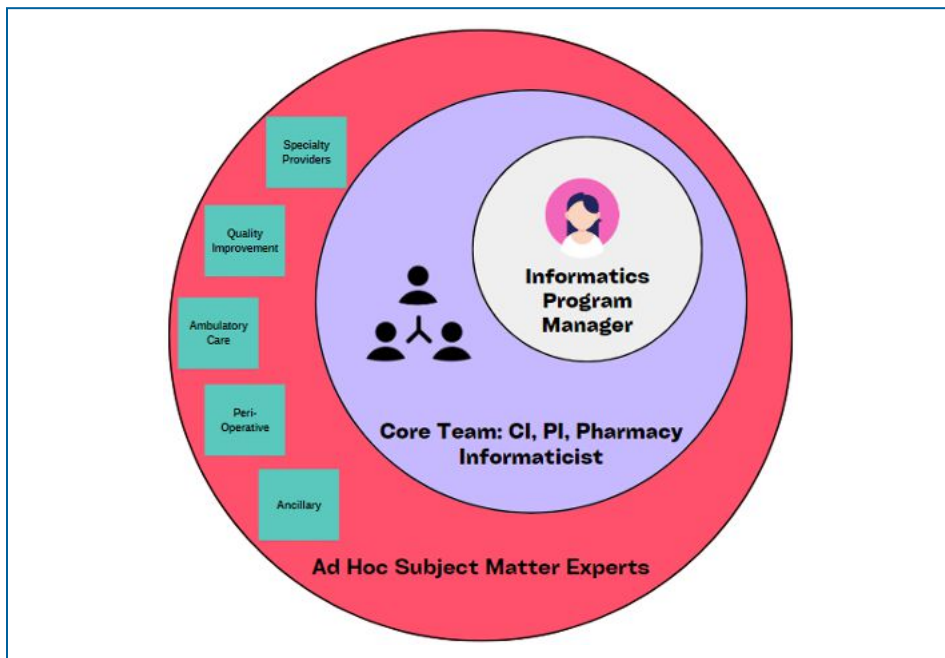 Specialty
Providers
Quality
Improvement
Ambulatory
Care
Peri-
Operative
Ancillary
Informatics
Program
Manager
Core Team: CI, PI, Pharmacy
Informaticist
Ad Hoc Subject Matter Experts